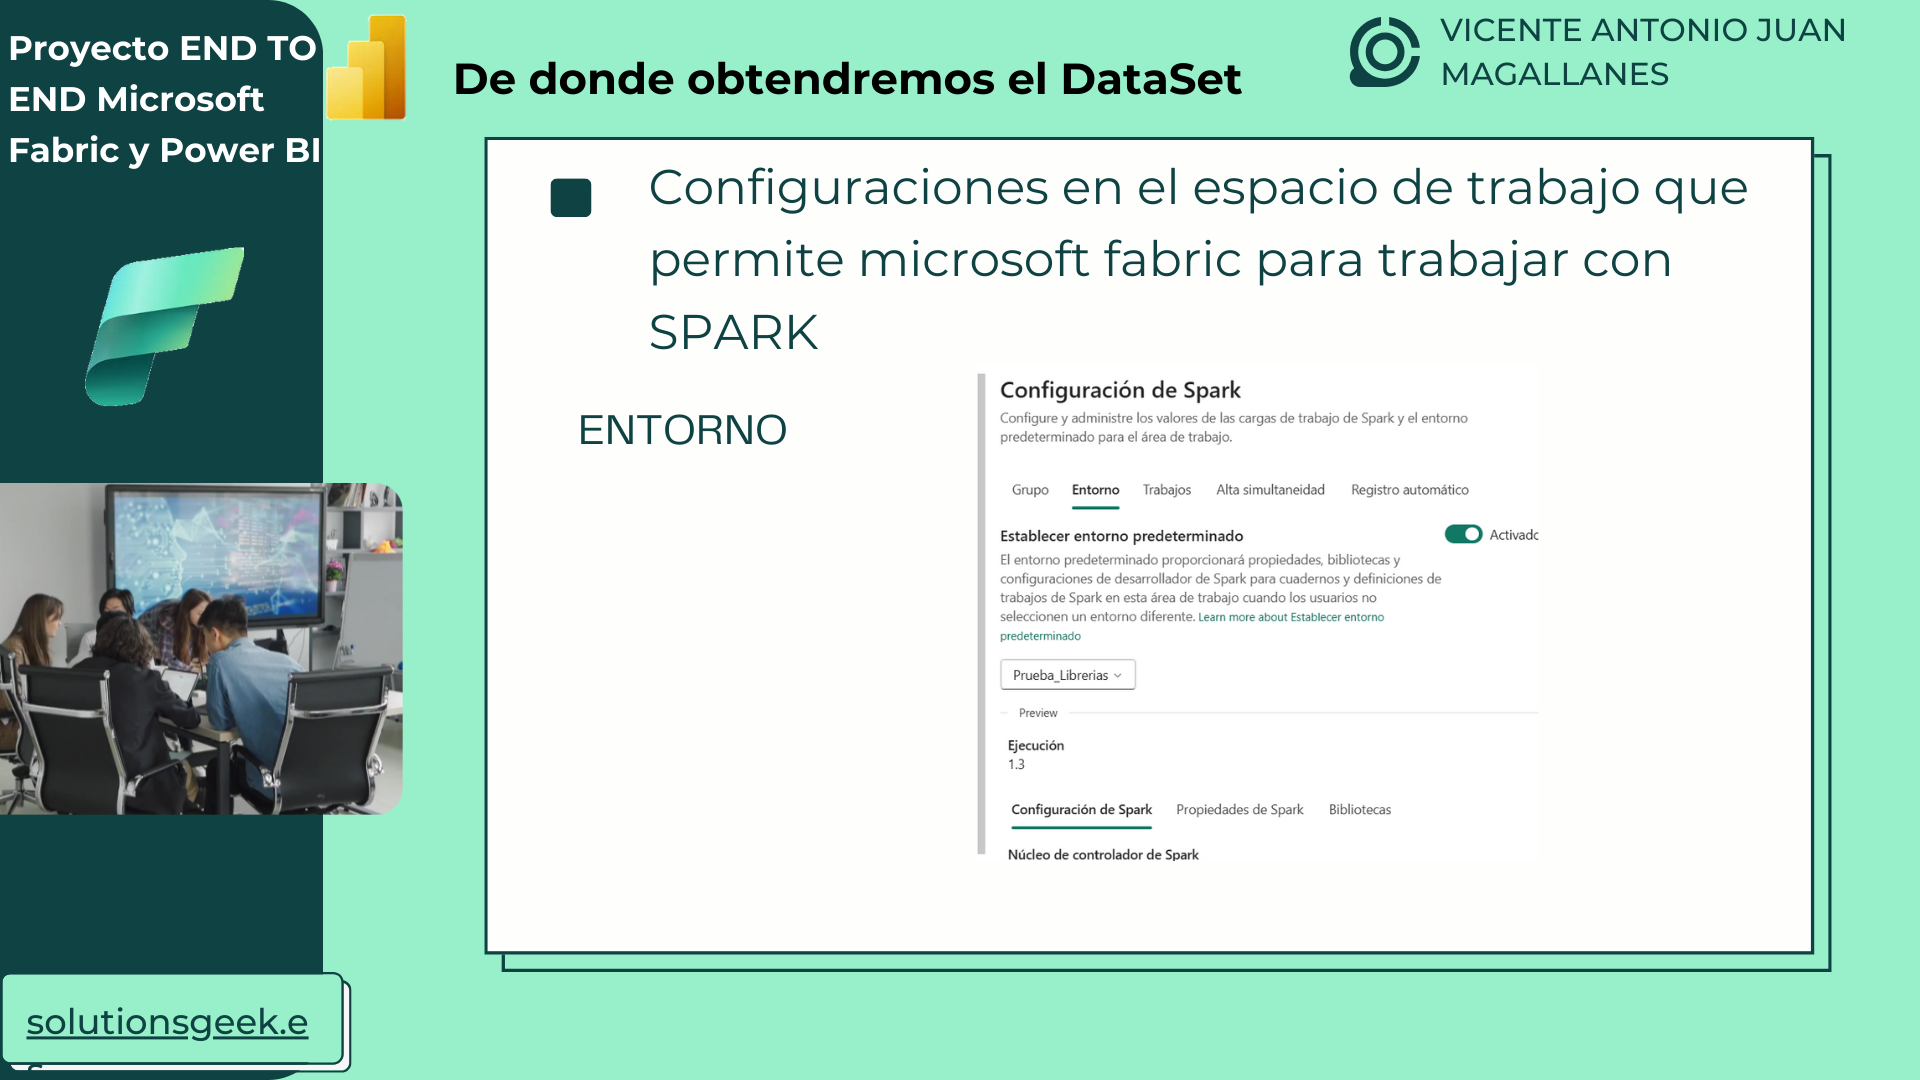 Proyecto END TO
END Microsoft
Fabric y Power BI
De donde obtendremos el DataSet
VICENTE ANTONIO JUAN
MAGALLANES
Configuraciones en el espacio de trabajo que
permite microsoft fabric para trabajar con
SPARK
ENTORNO
Configuración de Spark
Configure y administre los valores de las cargas de trabajo de Spark y el entorno
predeterminado para el área de trabajo.
Grupo Entorno Trabajos Alta simultaneidad Registro automático
Establecer entorno predeterminado
Activado
El entorno predeterminado proporcionará propiedades, bibliotecas y
configuraciones de desarrollador de Spark para cuadernos y definiciones de
trabajos de Spark en esta área de trabajo cuando los usuarios no
seleccionen un entorno diferente. Learn more about Establecer entorno
predeterminado
Prueba_Librerias
Preview
Ejecución
1.3
Configuración de Spark Propiedades de Spark Bibliotecas
Núcleo de controlador de Spark
solutionsgeek.e
s